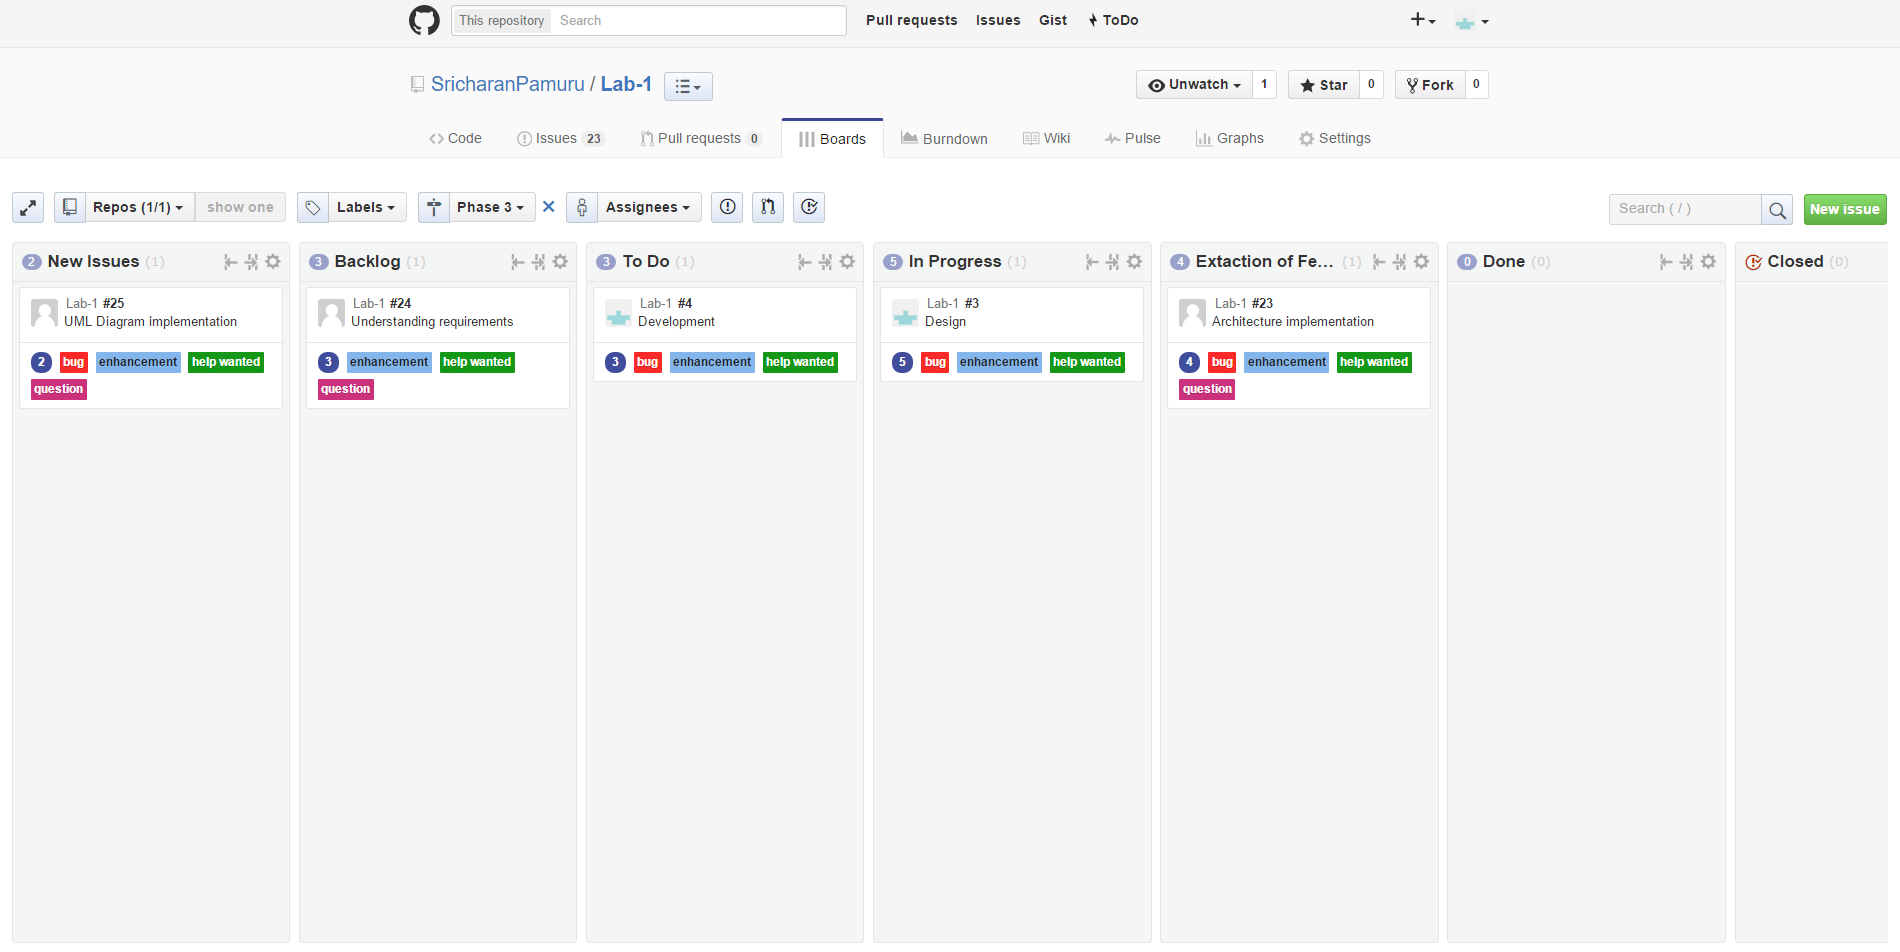 This repository Search Pull requests Issues Gist ToDo
SricharanPamuru / Lab-1 Unwatch 1 Star 0 Fork 0
Code Issues 23 Pull requests 0 Boards Burndown Wiki Pulse Graphs Settings
Repos (1/1) show one Labels Phase 3 Assignees Search ( / ) New issue
2 New Issues (1)
Lab-1 #25
UML Diagram implementation
2 bug enhancement help wanted
question
3 Backlog (1)
Lab-1 #24
Understanding requirements
3 enhancement help wanted
question
3 To Do (1)
Lab-1 #4
Development
3 bug enhancement help wanted
5 In Progress (1)
Lab-1 #3
Design
5 bug enhancement help wanted
4 Extaction of Fe... (1)
Lab-1 #23
Architecture implementation
4 bug enhancement help wanted
question
0 Done (0)
Closed (0)